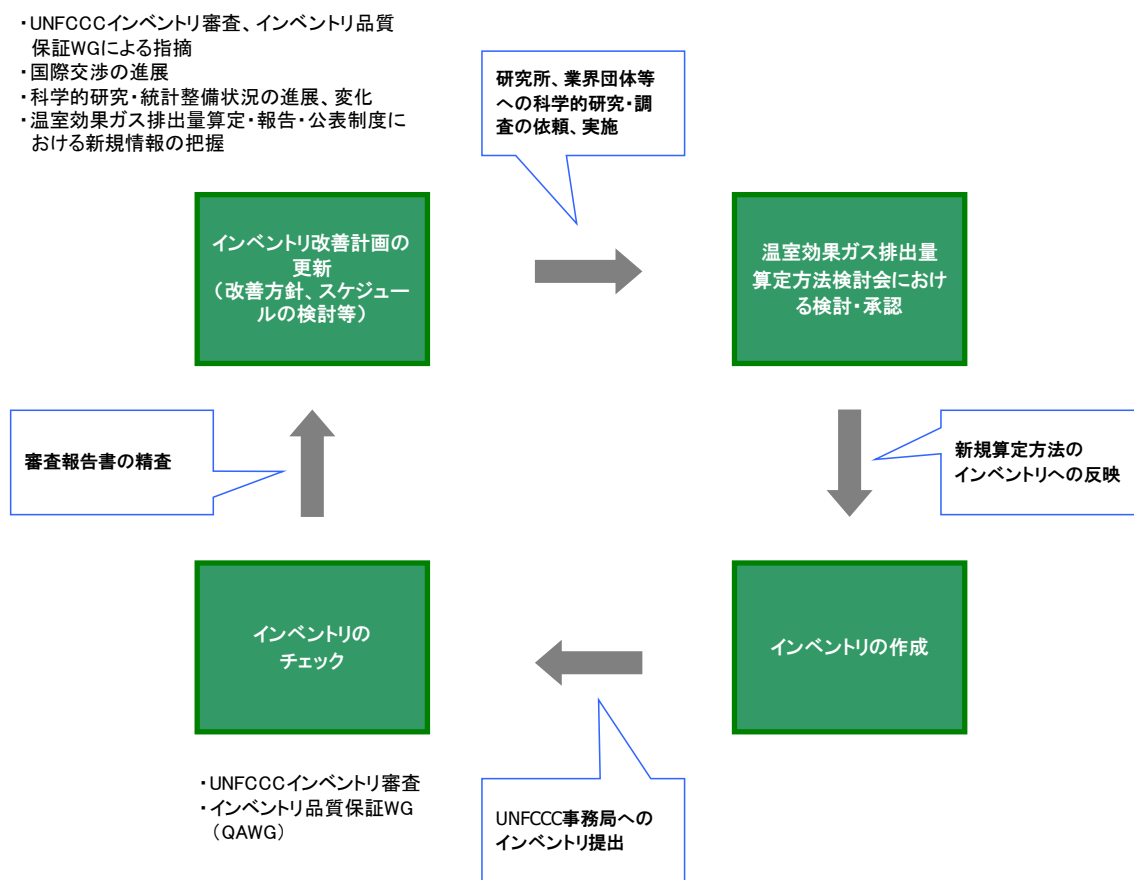 ・UNFCCCインベントリ審査、インベントリ品質
保証WGによる指摘
・国際交渉の進展
・科学的研究・統計整備状況の進展、変化
・温室効果ガス排出量算定・報告・公表制度に
おける新規情報の把握
研究所、業界団体等
への科学的研究・調
査の依頼、実施
インベントリ改善計画の
更新
（改善方針、スケジュー
ルの検討等）
温室効果ガス排出量
算定方法検討会におけ
る検討・承認
審査報告書の精査
新規算定方法の
インベントリへの反映
インベントリの
チェック
インベントリの作成
・UNFCCCインベントリ審査
・インベントリ品質保証WG
（QAWG）
UNFCCC事務局への
インベントリ提出